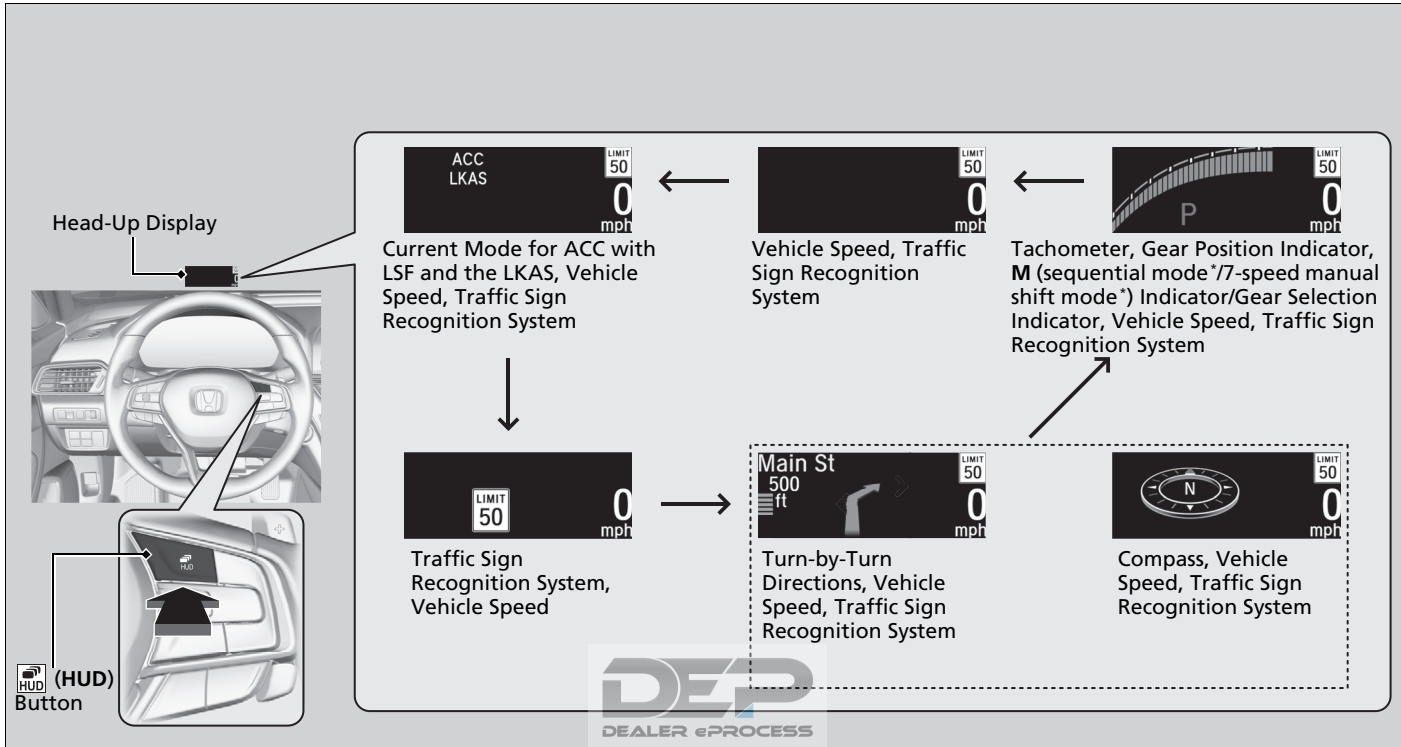 Head-Up Display
HUD
HUD
(HUD)
Button
ACC
LKAS
LIMIT
50
0
mph
Current Mode for ACC with
LSF and the LKAS, Vehicle
Speed, Traffic Sign
Recognition System
LIMIT
50
0
mph
Vehicle Speed, Traffic
Sign Recognition
System
P
LIMIT
50
0
mph
Tachometer, Gear Position Indicator,
M (sequential mode*/7-speed manual
shift mode*) Indicator/Gear Selection
Indicator, Vehicle Speed, Traffic Sign
Recognition System
LIMIT
50
0
mph
Traffic Sign
Recognition System,
Vehicle Speed
Main St
500
ft
LIMIT
50
0
mph
Turn-by-Turn
Directions, Vehicle
Speed, Traffic Sign
Recognition System
N
LIMIT
50
0
mph
Compass, Vehicle
Speed, Traffic Sign
Recognition System
DEP
DEALER ePROCESS